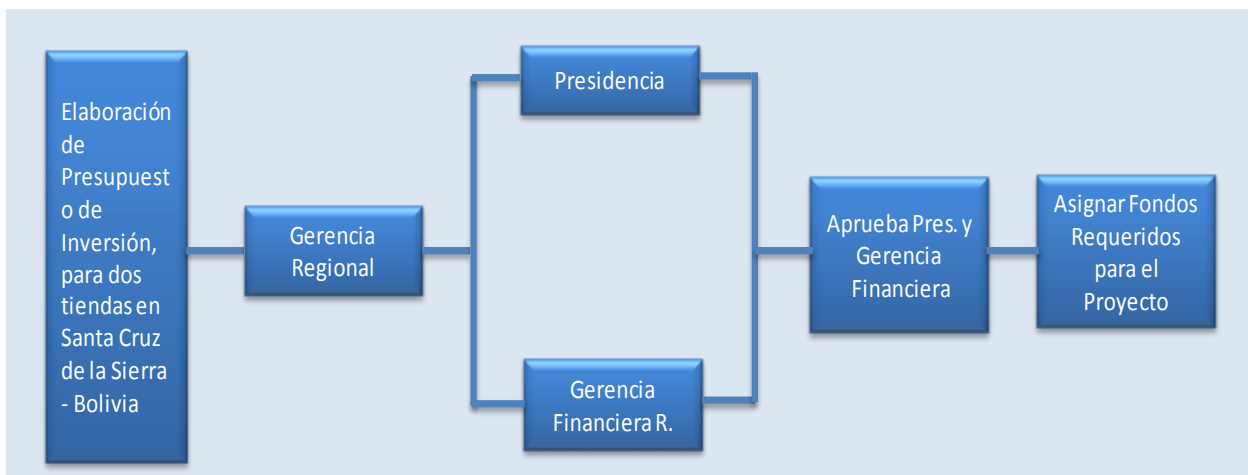 Elaboración
de
Presupuest
o de
Inversión,
para dos
tiendas en
Santa Cruz
de la Sierra
- Bolivia
Gerencia
Regional
Presidencia
Gerencia
Financiera R.
Aprueba Pres. y
Gerencia
Financiera
Asignar Fondos
Requeridos
para el
Proyecto